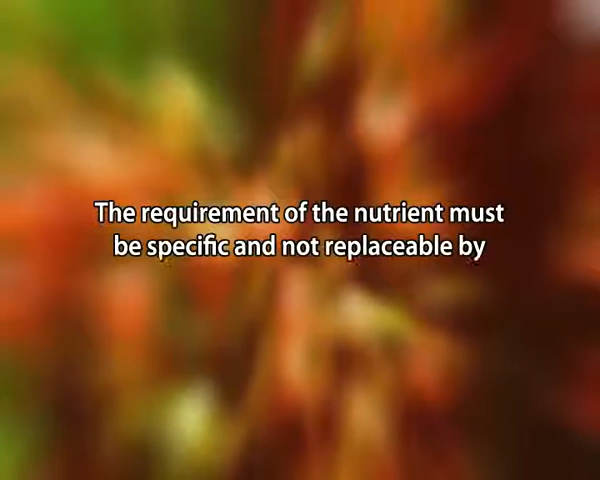 The requirement of the nutrient must
be specific and not replaceable by